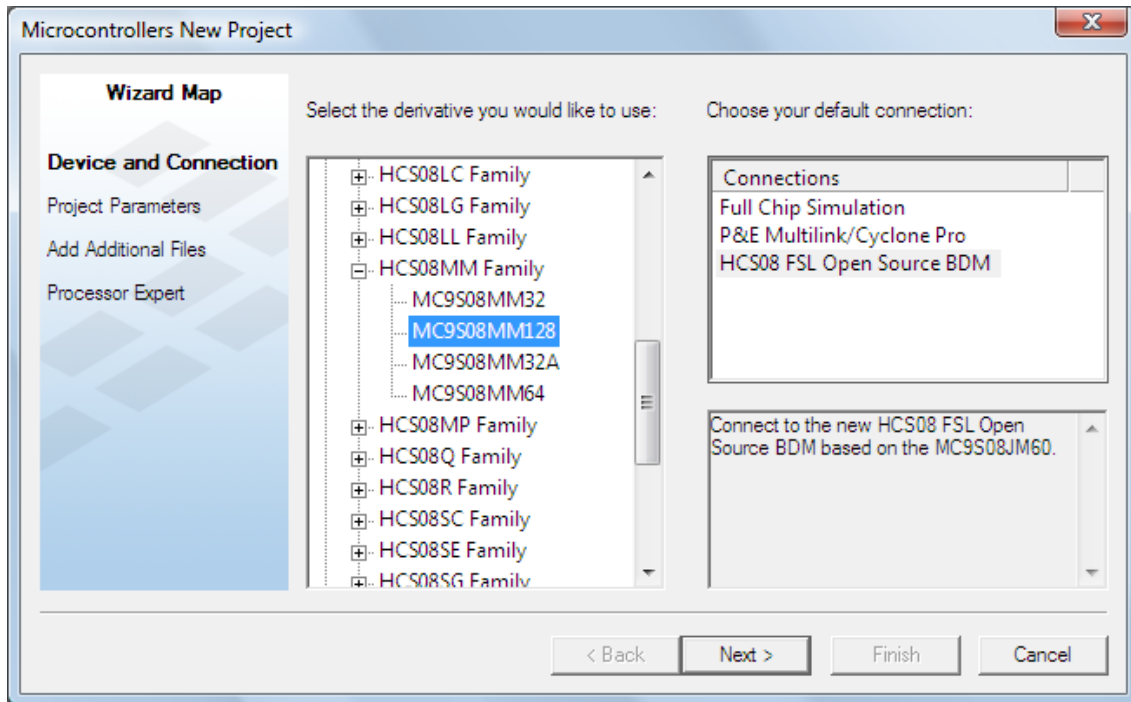 Microcontrollers New Project
Wizard Map
Device and Connection
Project Parameters
Add Additional Files
Processor Expert
Select the derivative you would like to use:
HCS08LC Family
HCS08LG Family
HCS08LL Family
HCS08MM Family
MC9S08MM32
MC9S08MM128
MC9S08MM32A
MC9S08MM64
HCS08MP Family
HCS08Q Family
HCS08R Family
HCS08SC Family
HCS08SE Family
HCS08SG Family
Choose your default connection:
Connections
Full Chip Simulation
P&E Multilink/Cyclone Pro
HCS08 FSL Open Source BDM
Connect to the new HCS08 FSL Open
Source BDM based on the MC9S08JM60.
< Back
Next >
Finish
Cancel